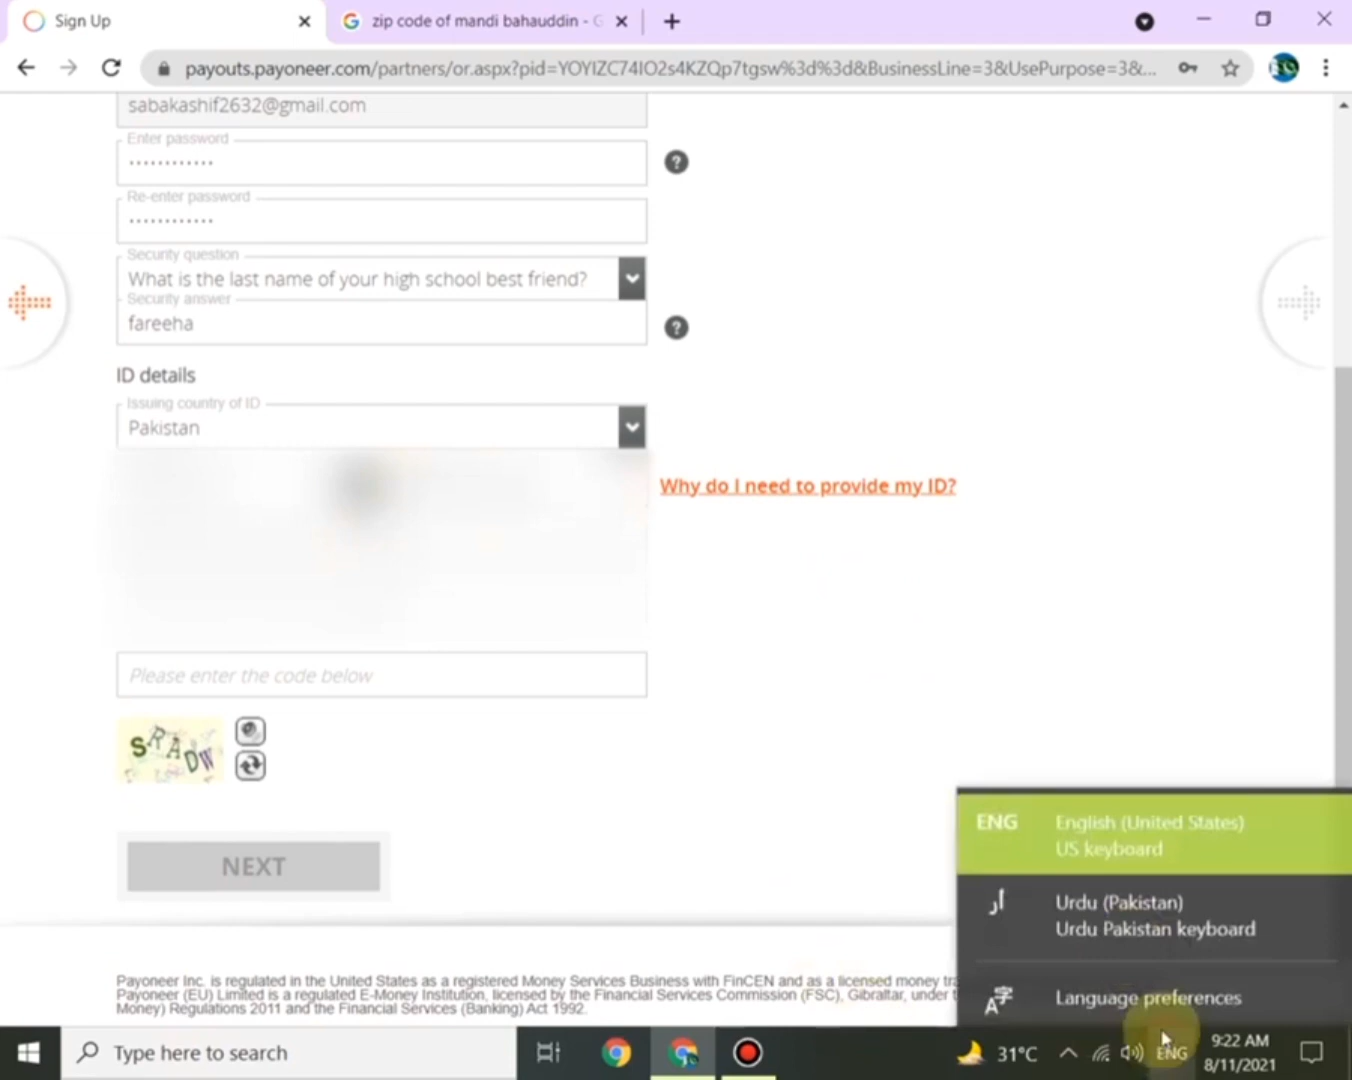 Sign Up
zip code of mandi bahauddin - G
payouts.payoneer.com/partners/or.aspx?pid=YOYIZC74IO2s4KZQp7tgsw%3d%3d&BusinessLine=3&UsePurpose=3&...
sabakashif2632@gmail.com
Enter password
Re-enter password
Security question
What is the last name of your high school best friend?
Security answer
fareeha
ID details
Issuing country of ID
Pakistan
Why do I need to provide my ID?
Please enter the code below
SRADW
NEXT
ENG English (United States)
US keyboard
أر Urdu (Pakistan)
Urdu Pakistan keyboard
Language preferences
Payoneer Inc. is regulated in the United States as a registered Money Services Business with FinCEN and as a licensed money
Payoneer (EU) Limited is a regulated E-Money Institution, licensed by the Financial Services Commission (FSC), Gibraltar, under
Money) Regulations 2011 and the Financial Services (Banking) Act 1992.
Type here to search
31°C
ENG
9:22 AM
8/11/2021